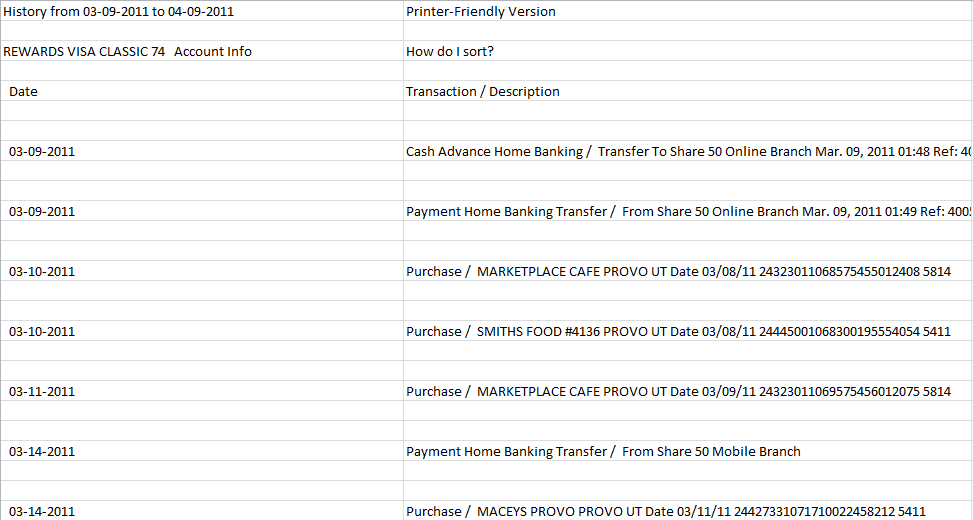 History from 03-09-2011 to 04-09-2011 Printer-Friendly Version
REWARDS VISA CLASSIC 74 Account Info How do I sort?
Date Transaction / Description
03-09-2011 Cash Advance Home Banking / Transfer To Share 50 Online Branch Mar. 09, 2011 01:48 Ref: 40
03-09-2011 Payment Home Banking Transfer / From Share 50 Online Branch Mar. 09, 2011 01:49 Ref: 4005
03-10-2011 Purchase / MARKETPLACE CAFE PROVO UT Date 03/08/11 24323011068575455012408 5814
03-10-2011 Purchase / SMITHS FOOD #4136 PROVO UT Date 03/08/11 24445001068300195554054 5411
03-11-2011 Purchase / MARKETPLACE CAFE PROVO UT Date 03/09/11 24323011069575456012075 5814
03-14-2011 Payment Home Banking Transfer / From Share 50 Mobile Branch
03-14-2011 Purchase / MACEYS PROVO PROVO UT Date 03/11/11 24427331071710022458212 5411